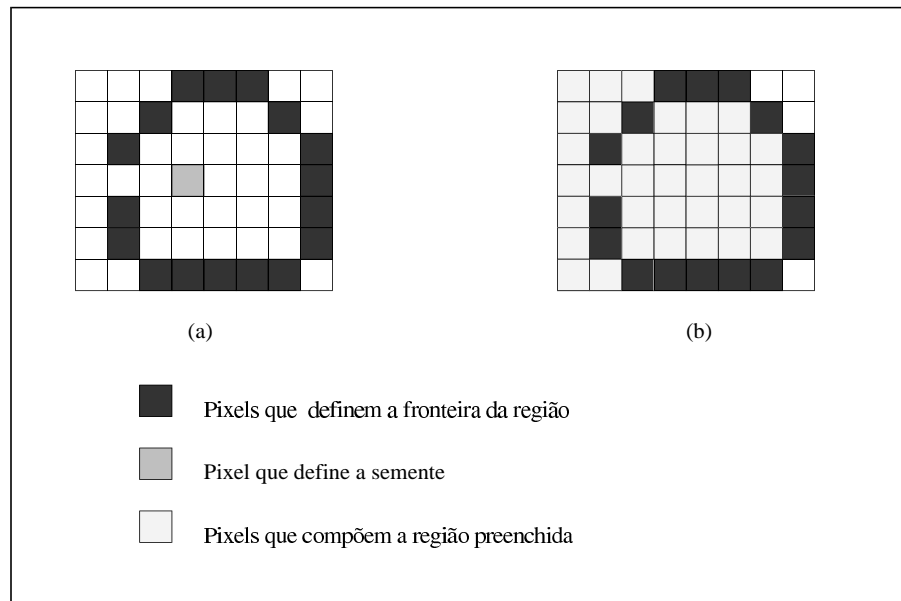 (a)
(b)
Pixels que definem a fronteira da região
Pixel que define a semente
Pixels que compõem a região preenchida